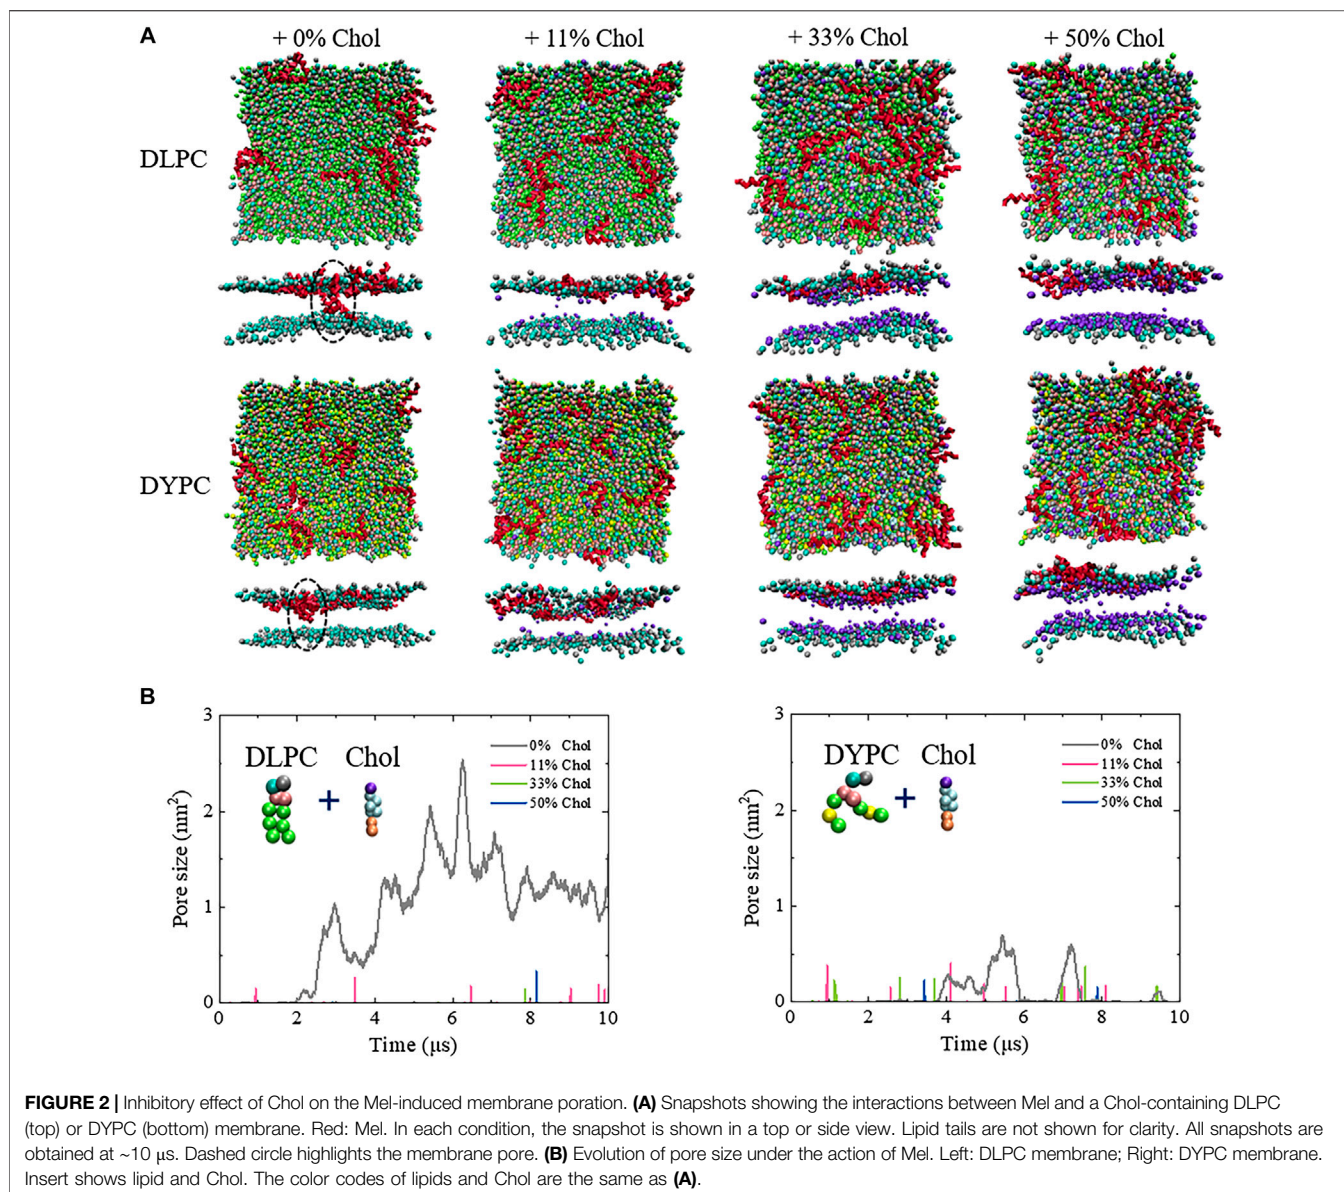 A
+ 0% Chol
+ 11% Chol
+ 33% Chol
+ 50% Chol
DLPC
DYPC
B
3
2
1
0
Pore size (nm²)
0 2 4 6 8 10
Time (μs)
DLPC Chol
+
0% Chol
11% Chol
33% Chol
50% Chol
3
2
1
0
Pore size (nm²)
0 2 4 6 8 10
Time (μs)
DYPC Chol
+
0% Chol
11% Chol
33% Chol
50% Chol
FIGURE 2 | Inhibitory effect of Chol on the Mel-induced membrane poration. (A) Snapshots showing the interactions between Mel and a Chol-containing DLPC
(top) or DYPC (bottom) membrane. Red: Mel. In each condition, the snapshot is shown in a top or side view. Lipid tails are not shown for clarity. All snapshots are
obtained at ~10 μs. Dashed circle highlights the membrane pore. (B) Evolution of pore size under the action of Mel. Left: DLPC membrane; Right: DYPC membrane.
Insert shows lipid and Chol. The color codes of lipids and Chol are the same as (A).